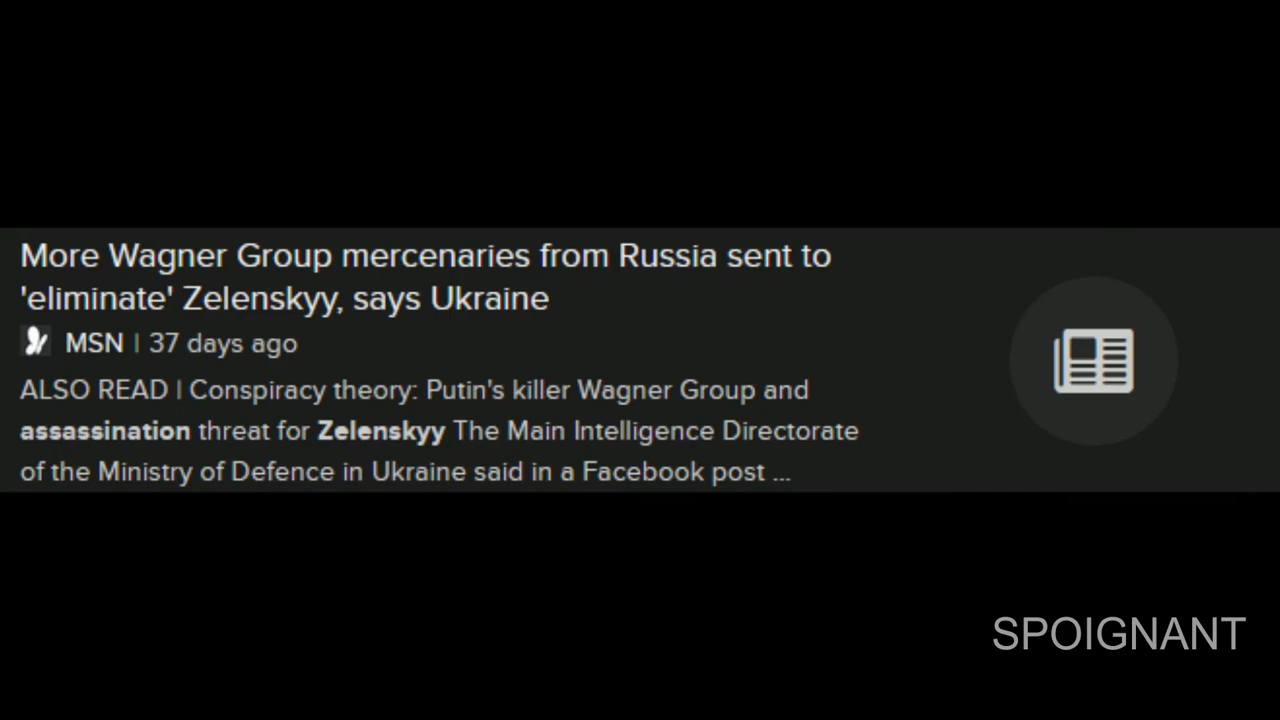 More Wagner Group mercenaries from Russia sent to
'eliminate' Zelenskyy, says Ukraine
MSN | 37 days ago
ALSO READ | Conspiracy theory: Putin's killer Wagner Group and
assassination threat for Zelenskyy The Main Intelligence Directorate
of the Ministry of Defence in Ukraine said in a Facebook post ...
SPOIGNANT